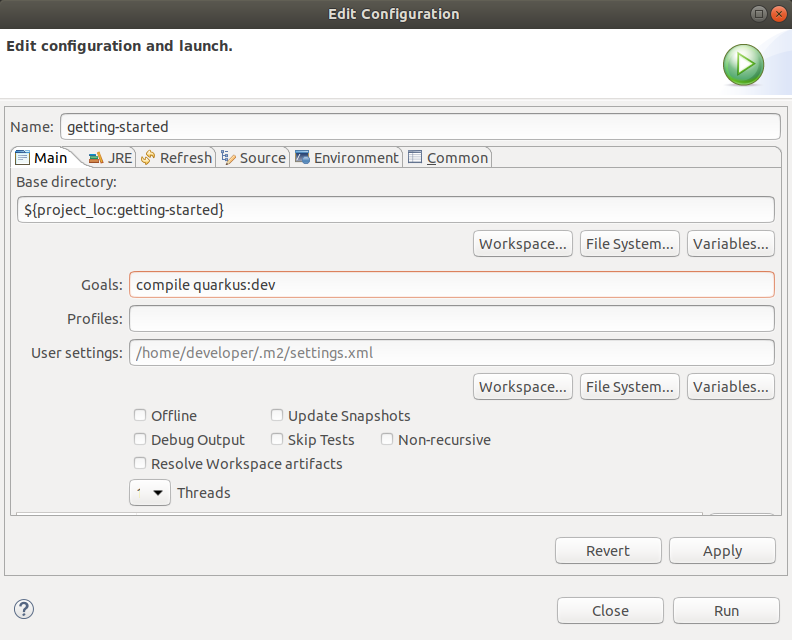 Edit Configuration
Edit configuration and launch.
Name: getting-started
Main JRE Refresh Source Environment Common
Base directory:
${project_loc:getting-started}
Workspace... File System... Variables...
Goals: compile quarkus:dev
Profiles:
User settings: /home/developer/.m2/settings.xml
Workspace... File System... Variables...
Offline Update Snapshots
Debug Output Skip Tests Non-recursive
Resolve Workspace artifacts
Threads
Revert Apply
? Close Run